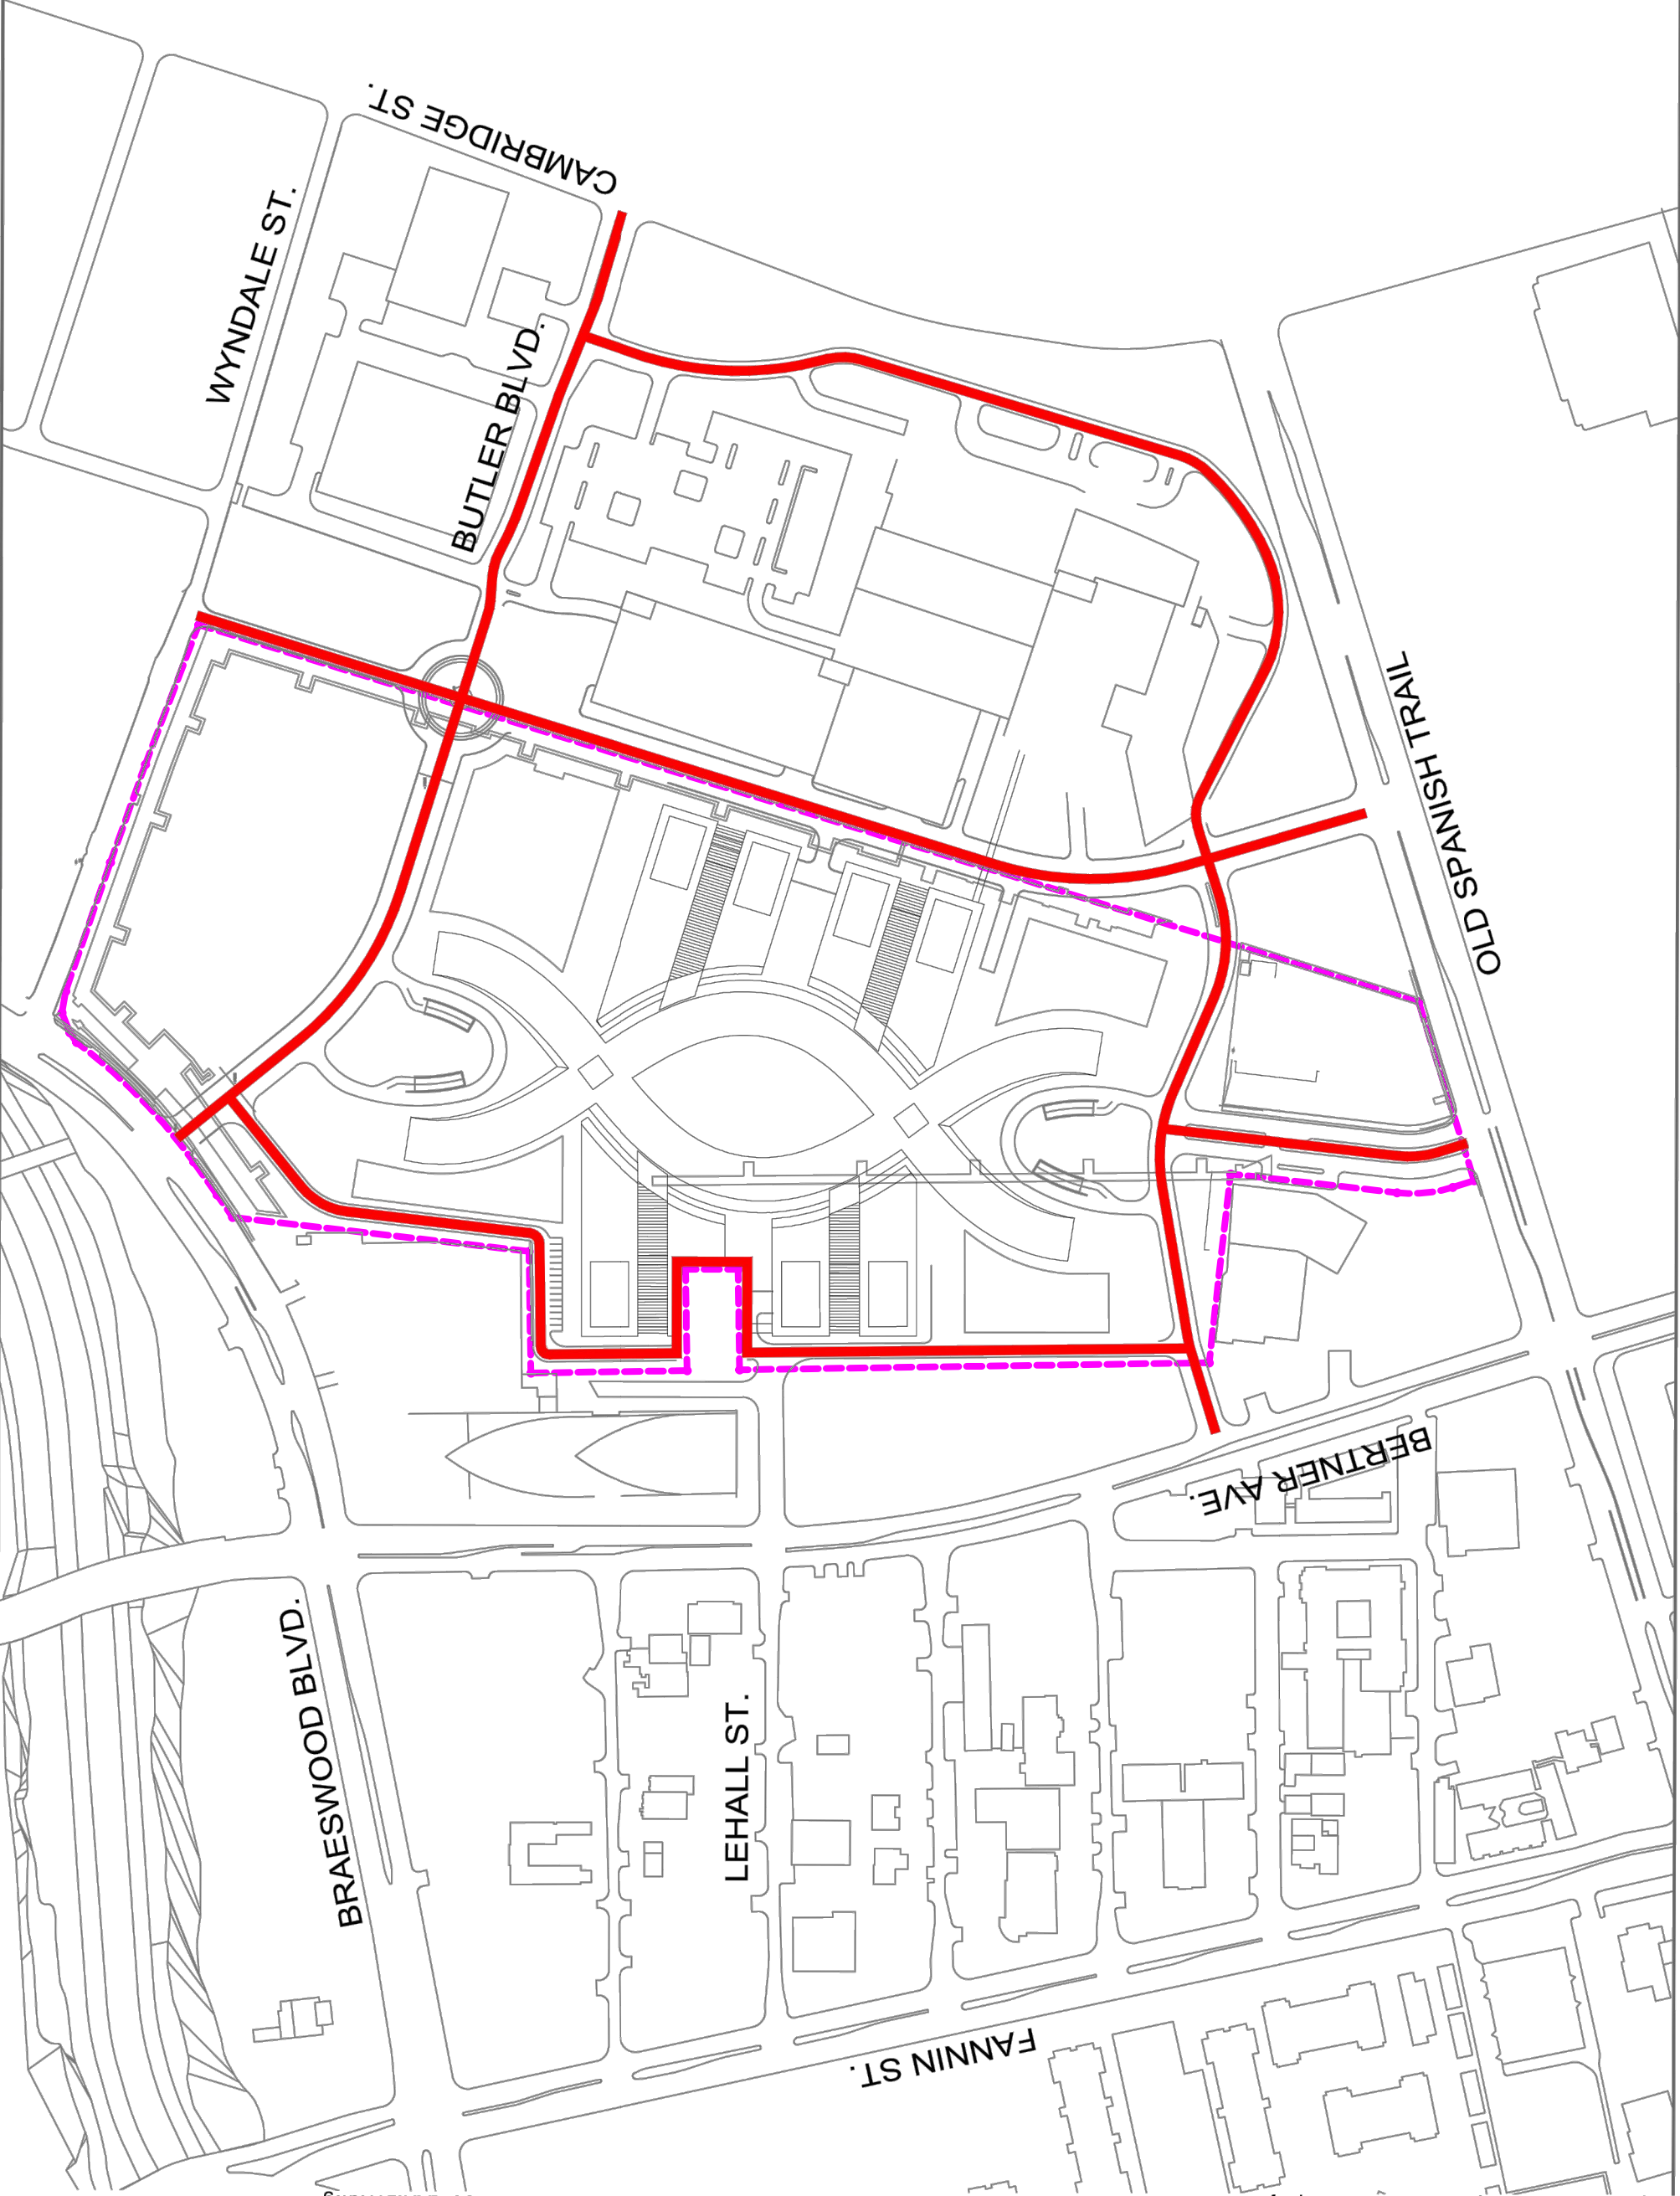 CAMBRIDGE ST.
WYNDALE ST.
BUTLER BLVD.
OLD SPANISH TRAIL
BERTNER AVE.
BRAESWOOD BLVD.
LEHALL ST.
FANNIN ST.